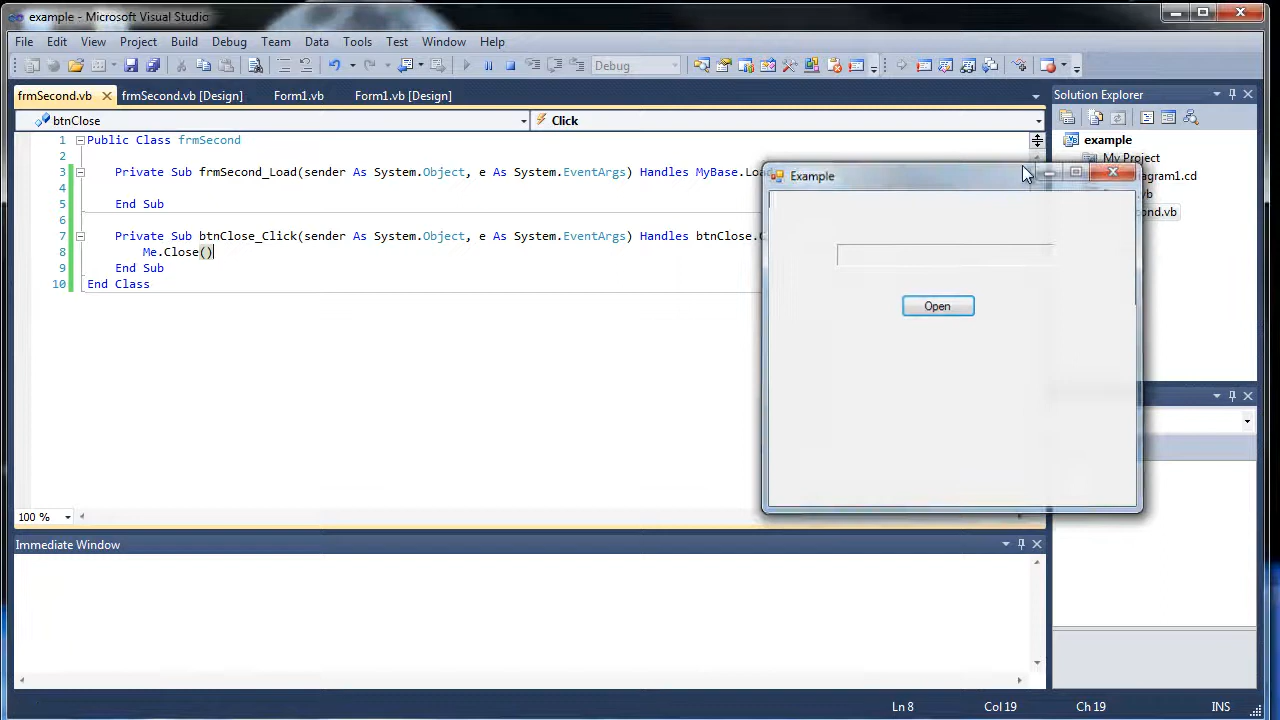 example - Microsoft Visual Studio
File Edit View Project Build Debug Team Data Tools Test Window Help
Debug
frmSecond.vb frmSecond.vb [Design] Form1.vb Form1.vb [Design]
Solution Explorer
btnClose Click
example
My Project
1 Public Class frmSecond
2
3 Private Sub frmSecond_Load(sender As System.Object, e As System.EventArgs) Handles MyBase.Load
4
5 End Sub
6
7 Private Sub btnClose_Click(sender As System.Object, e As System.EventArgs) Handles btnClose.
8 Me.Close()
9 End Sub
10 End Class
Example
Open
100 %
Immediate Window
Ln 8 Col 19 Ch 19 INS